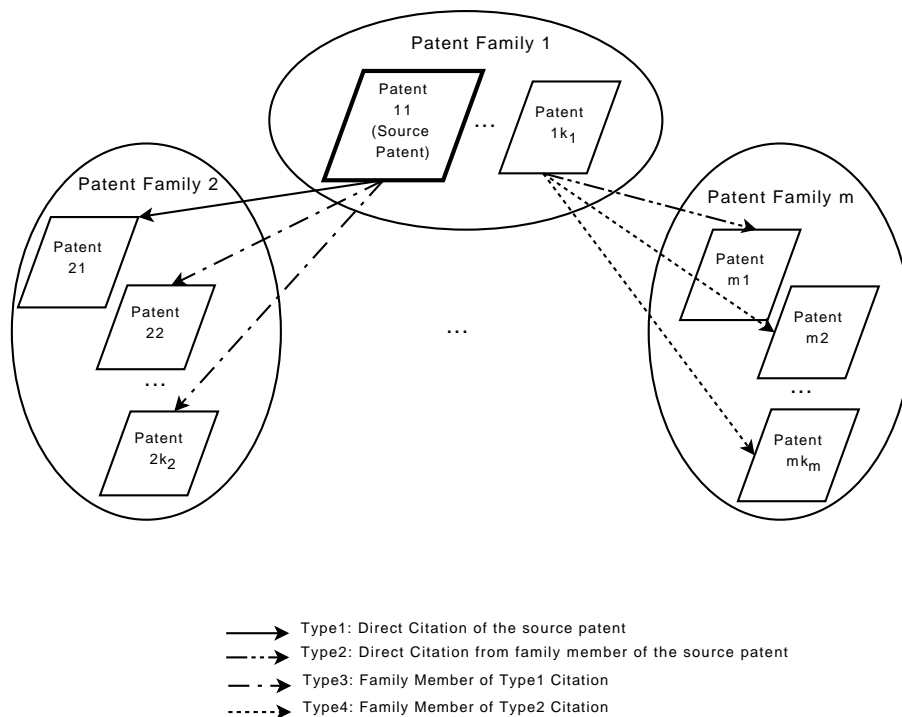 Patent Family 1
Patent
11
(Source
Patent)
...
Patent
1k1
Patent Family 2
Patent
21
Patent
22
...
Patent
2k2
...
Patent Family m
Patent
m1
Patent
m2
...
Patent
mkm
Type1: Direct Citation of the source patent
Type2: Direct Citation from family member of the source patent
Type3: Family Member of Type1 Citation
Type4: Family Member of Type2 Citation